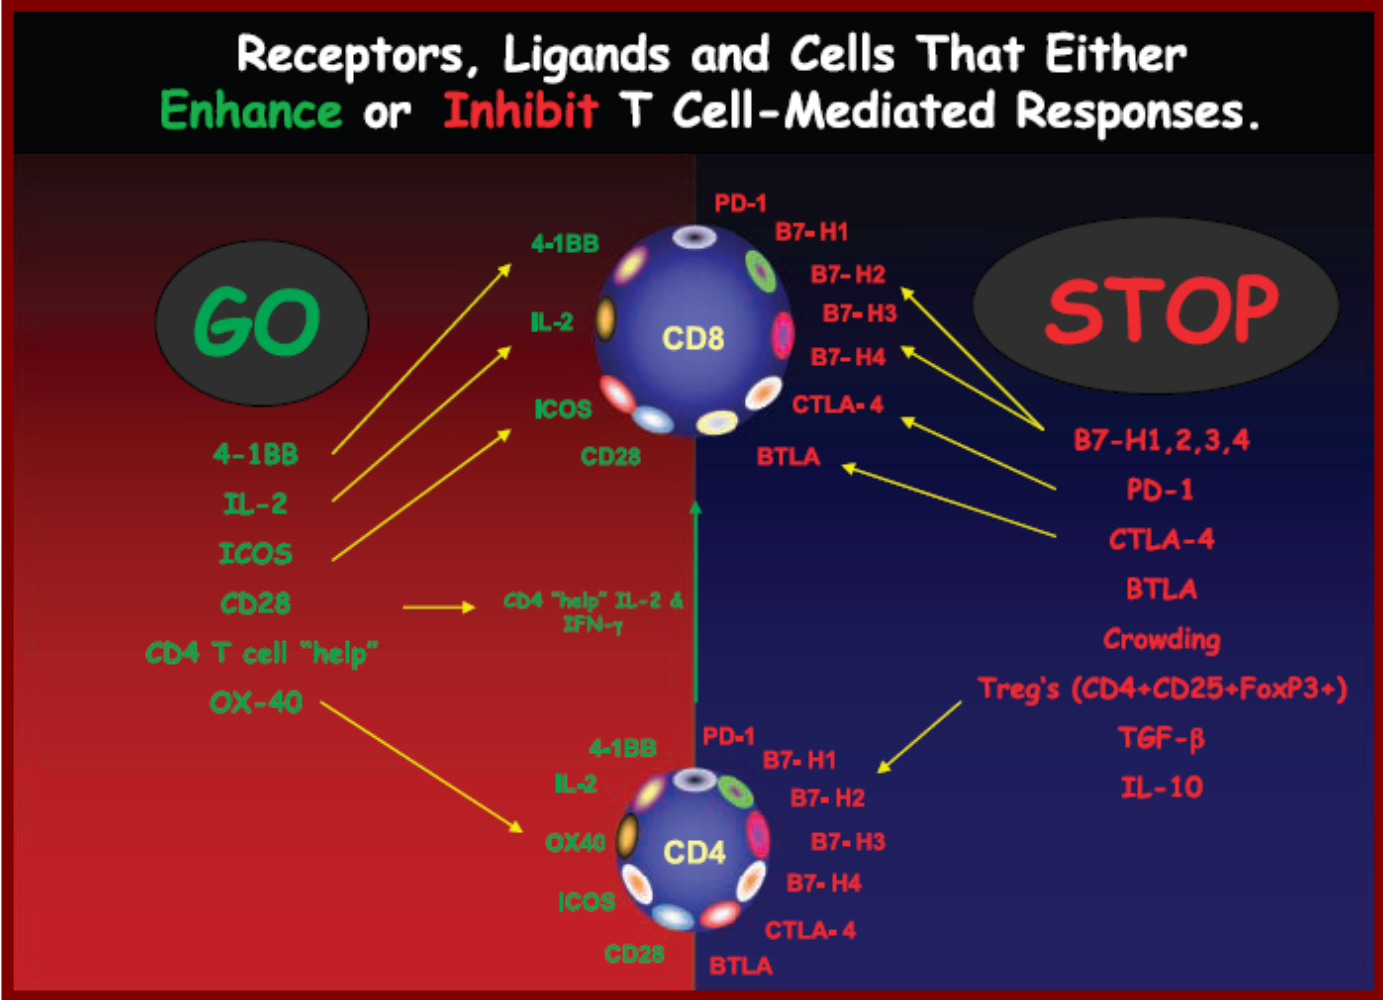 Receptors, Ligands and Cells That Either
Enhance or Inhibit T Cell-Mediated Responses.
GO
4-1BB
IL-2
ICOS
CD28
CD4 T cell "help"
OX-40
4-1BB
IL-2
ICOS
CD28
CD8
PD-1
B7- H1
B7- H2
B7- H3
B7- H4
CTLA- 4
BTLA
CD4 "help" IL-2 &
IFN-γ
4-1BB
IL-2
OX40
ICOS
CD28
CD4
PD-1
B7- H1
B7- H2
B7- H3
B7- H4
CTLA- 4
BTLA
STOP
B7-H1,2,3,4
PD-1
CTLA-4
BTLA
Crowding
Treg's (CD4+CD25+FoxP3+)
TGF-β
IL-10